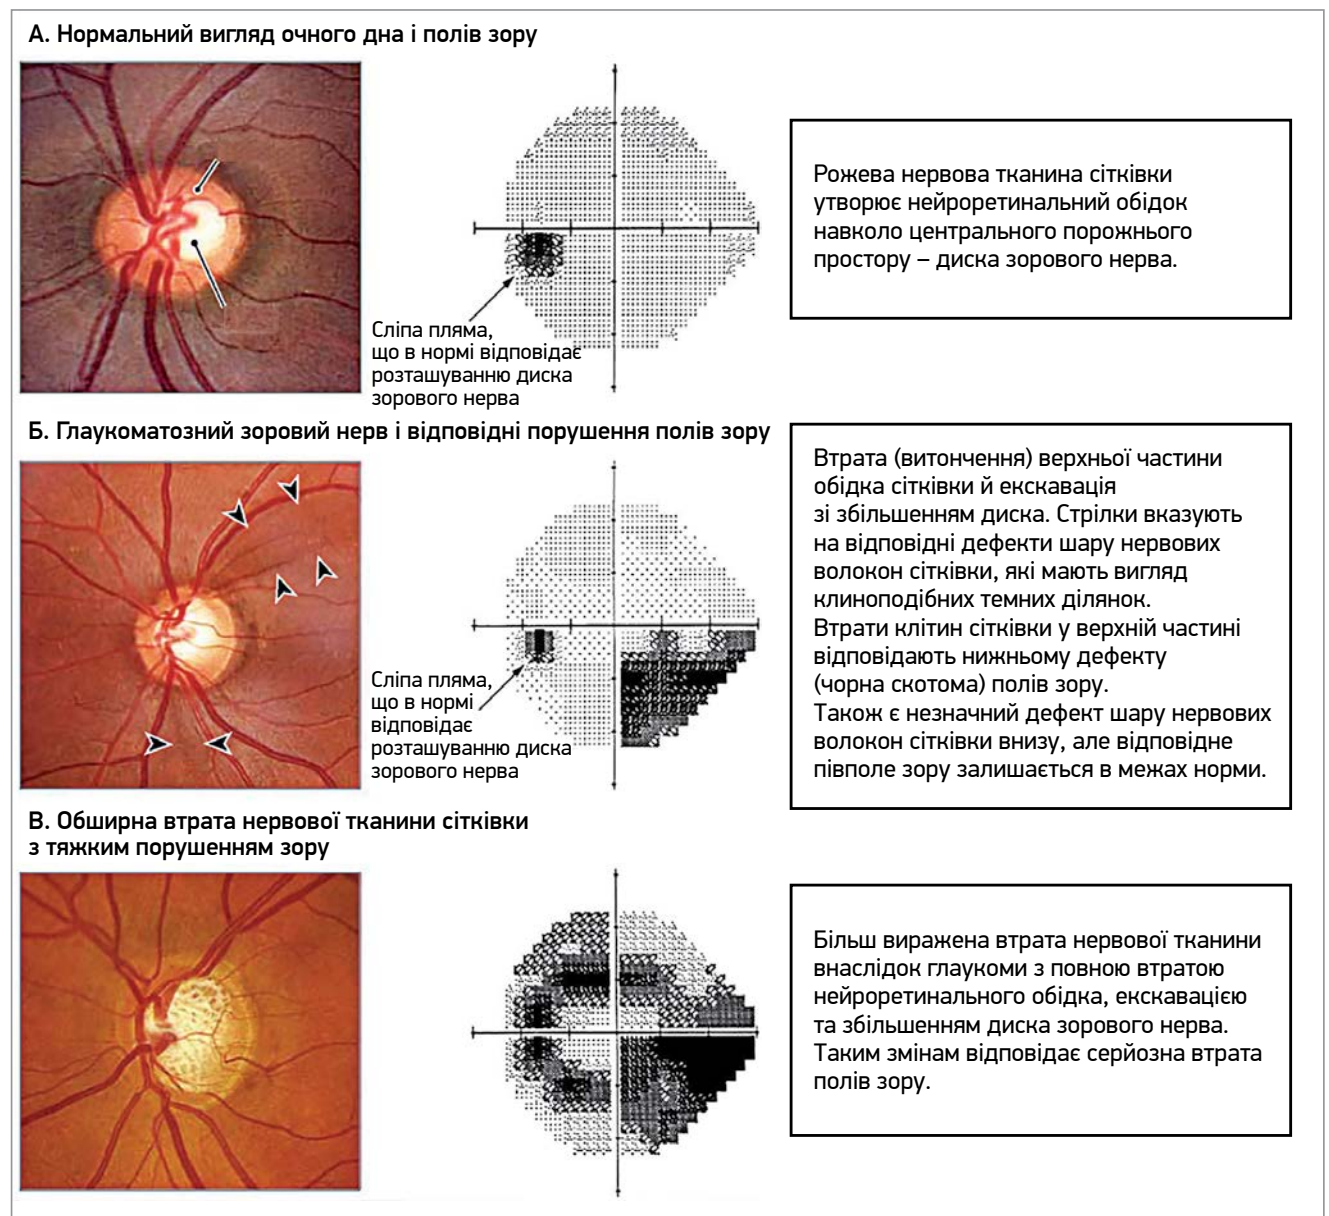 А. Нормальний вигляд очного дна і полів зору
Сліпа пляма,
що в нормі відповідає
розташуванню диска
зорового нерва
Рожева нервова тканина сітківки
утворює нейроретинальний обідок
навколо центрального порожнього
простору – диска зорового нерва.
Б. Глаукоматозний зоровий нерв і відповідні порушення полів зору
Сліпа пляма,
що в нормі
відповідає
розташуванню диска
зорового нерва
Втрата (витончення) верхньої частини
обідка сітківки й екскавація
зі збільшенням диска. Стрілки вказують
на відповідні дефекти шару нервових
волокон сітківки, які мають вигляд
клиноподібних темних ділянок.
Втрати клітин сітківки у верхній частині
відповідають нижньому дефекту
(чорна скотома) полів зору.
Також є незначний дефект шару нервових
волокон сітківки внизу, але відповідне
півполе зору залишається в межах норми.
В. Обширна втрата нервової тканини сітківки
з тяжким порушенням зору
Більш виражена втрата нервової тканини
внаслідок глаукоми з повною втратою
нейроретинального обідка, екскавацією
та збільшенням диска зорового нерва.
Таким змінам відповідає серйозна втрата
полів зору.